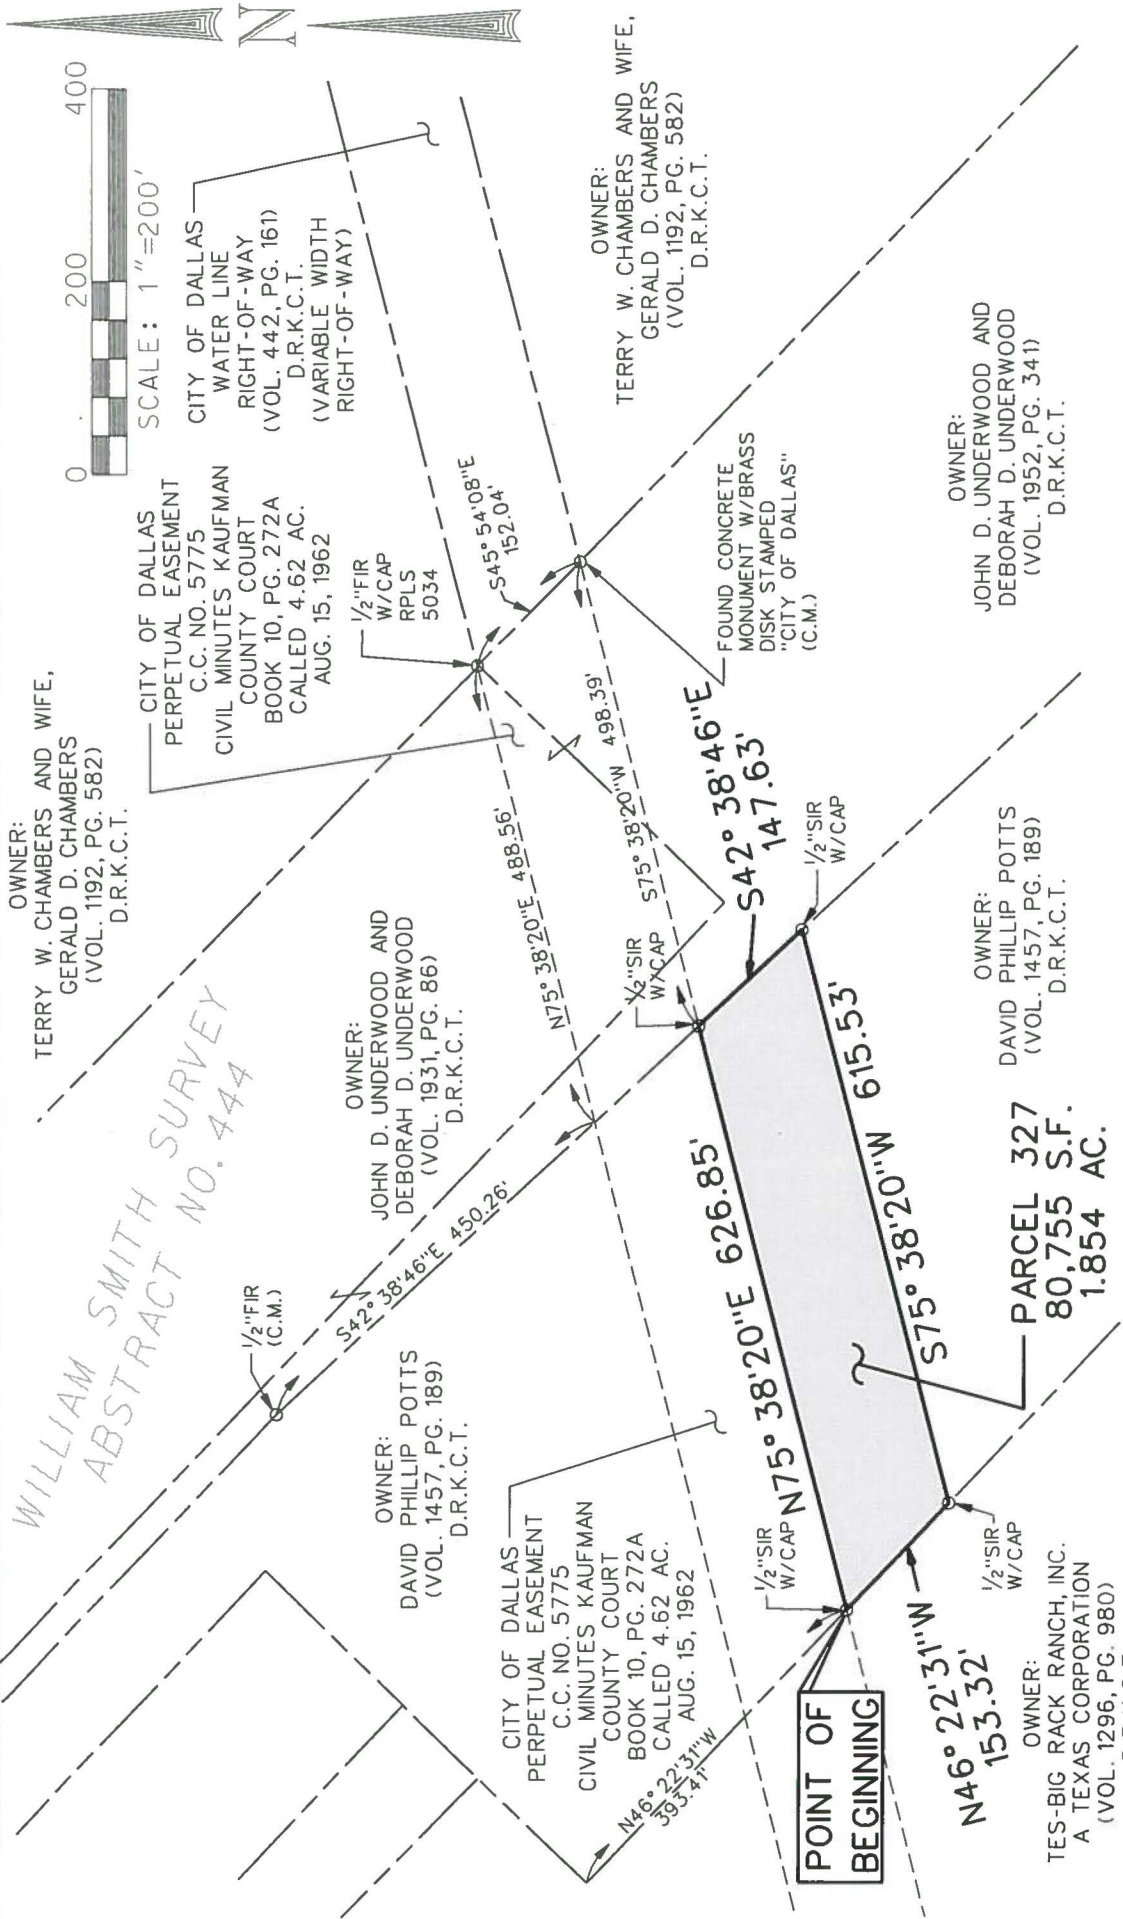 OWNER:
TERRY W. CHAMBERS AND WIFE,
GERALD D. CHAMBERS
(VOL. 1192, PG. 582)
D.R.K.C.T.
0 200 400
SCALE: 1"=200'
N
WILLIAM SMITH SURVEY
ABSTRACT NO. 444
CITY OF DALLAS
PERPETUAL EASEMENT
C.C. NO. 5775
CIVIL MINUTES KAUFMAN
COUNTY COURT
BOOK 10, PG. 272A
CALLED 4.62 AC.
AUG. 15, 1962
CITY OF DALLAS
WATER LINE
RIGHT-OF-WAY
(VOL. 442, PG. 161)
D.R.K.C.T.
(VARIABLE WIDTH
RIGHT-OF-WAY)
1/2"FIR
W/CAP
RPLS
5034
S45°54'08"E
152.04'
1/2"FIR
(C.M.)
S42°38'46"E 450.26'
OWNER:
JOHN D. UNDERWOOD AND
DEBORAH D. UNDERWOOD
(VOL. 1931, PG. 86)
D.R.K.C.T.
N75°38'20"E 488.56'
S75°38'20"W 498.39'
OWNER:
TERRY W. CHAMBERS AND WIFE,
GERALD D. CHAMBERS
(VOL. 1192, PG. 582)
D.R.K.C.T.
OWNER:
DAVID PHILLIP POTTS
(VOL. 1457, PG. 189)
D.R.K.C.T.
FOUND CONCRETE
MONUMENT W/BRASS
DISK STAMPED
"CITY OF DALLAS"
(C.M.)
CITY OF DALLAS
PERPETUAL EASEMENT
C.C. NO. 5775
CIVIL MINUTES KAUFMAN
COUNTY COURT
BOOK 10, PG. 272A
CALLED 4.62 AC.
AUG. 15, 1962
1/2"SIR
W/CAP
S42°38'46"E
147.63'
1/2"SIR
W/CAP
N46°22'31"W
393.41'
1/2"SIR
W/CAP
N75°38'20"E 626.85'
S75°38'20"W 615.53'
POINT OF
BEGINNING
N46°22'31"W
153.32'
1/2"SIR
W/CAP
OWNER:
JOHN D. UNDERWOOD AND
DEBORAH D. UNDERWOOD
(VOL. 1952, PG. 341)
D.R.K.C.T.
OWNER:
DAVID PHILLIP POTTS
(VOL. 1457, PG. 189)
D.R.K.C.T.
PARCEL 327
80,755 S.F.
1.854 AC.
OWNER:
TES-BIG RACK RANCH, INC.
A TEXAS CORPORATION
(VOL. 1296, PG. 980)